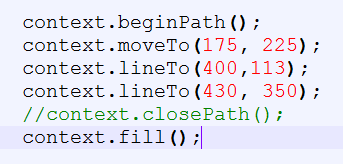 context.beginPath();
context.moveTo(175, 225);
context.lineTo(400,113);
context.lineTo(430, 350);
//context.closePath();
context.fill();